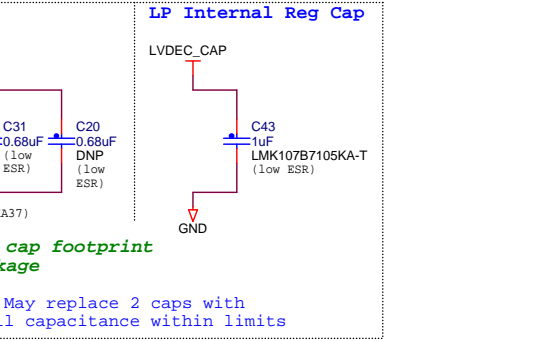 LP Internal Reg Cap
LVDEC_CAP
C31
0.68uF
(low
ESR)
C20
0.68uF
DNP
(low
ESR)
C43
1uF
LMK107B7105KA-T
(low ESR)
A37)
GND
cap footprint
kage
May replace 2 caps with
ll capacitance within limits